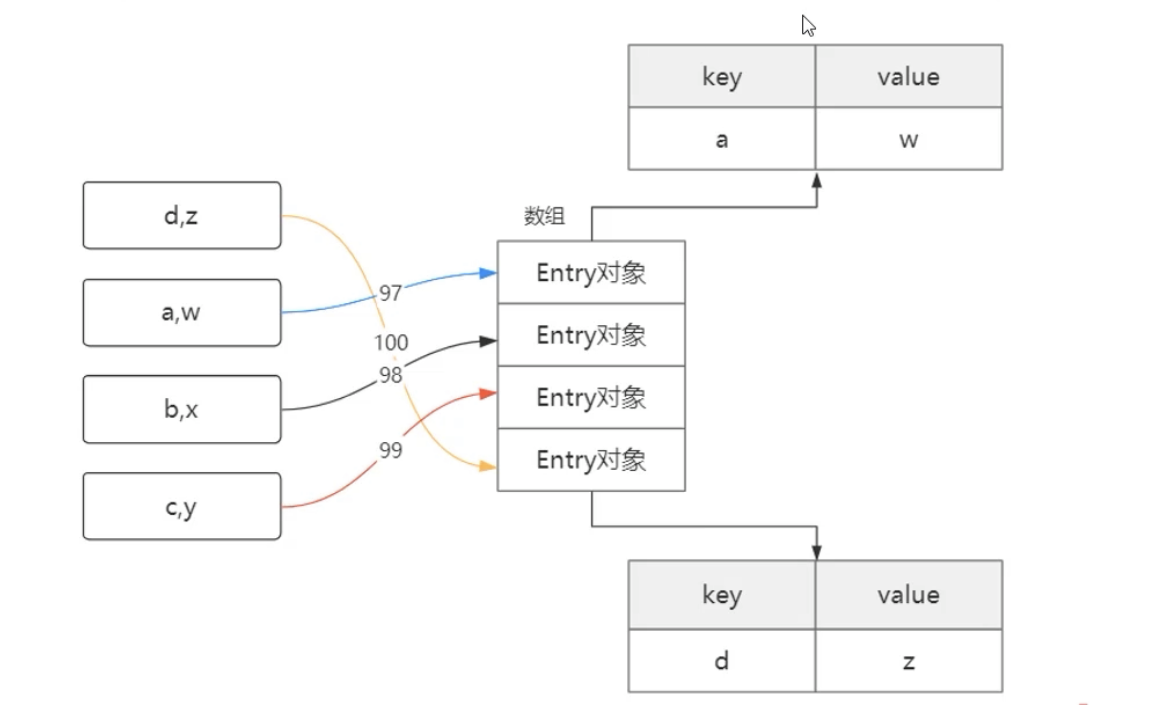 key value
a w
d,z
数组
Entry对象
a,w
97
Entry对象
100
98
b,x
Entry对象
99
Entry对象
c,y
key value
d z